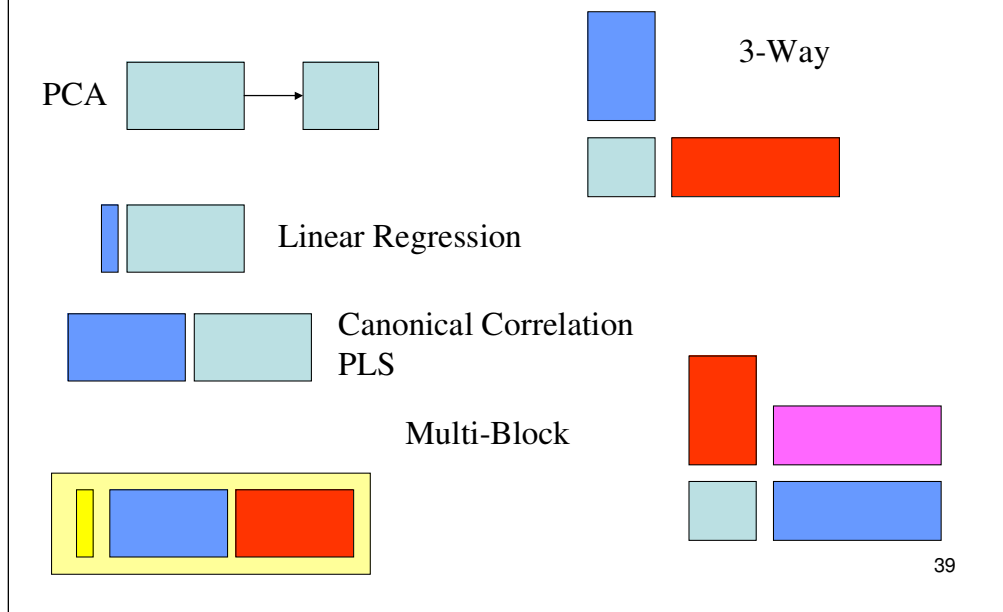 PCA
3-Way
Linear Regression
Canonical Correlation
PLS
Multi-Block
39